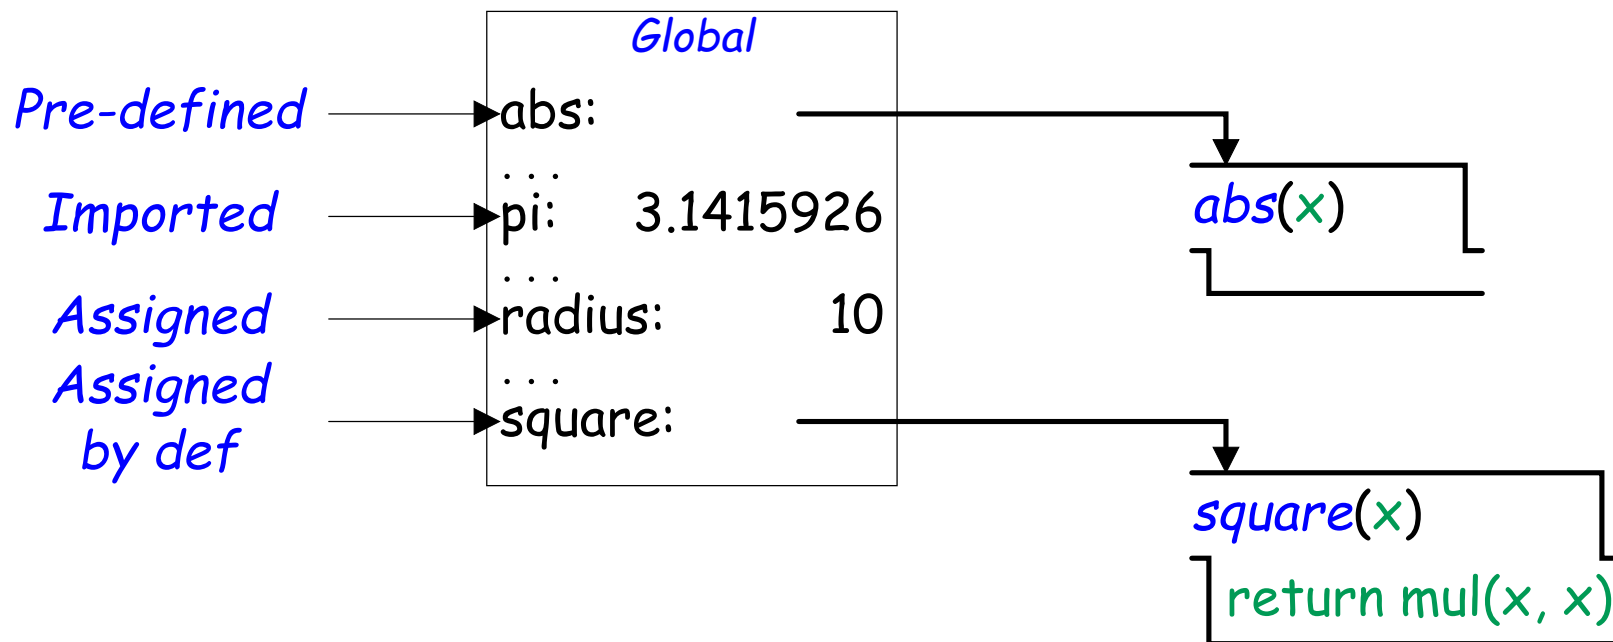 Global
Pre-defined
abs:
. . .
Imported
pi: 3.1415926
. . .
Assigned
radius: 10
. . .
Assigned
by def
square:
abs(x)
square(x)
return mul(x, x)